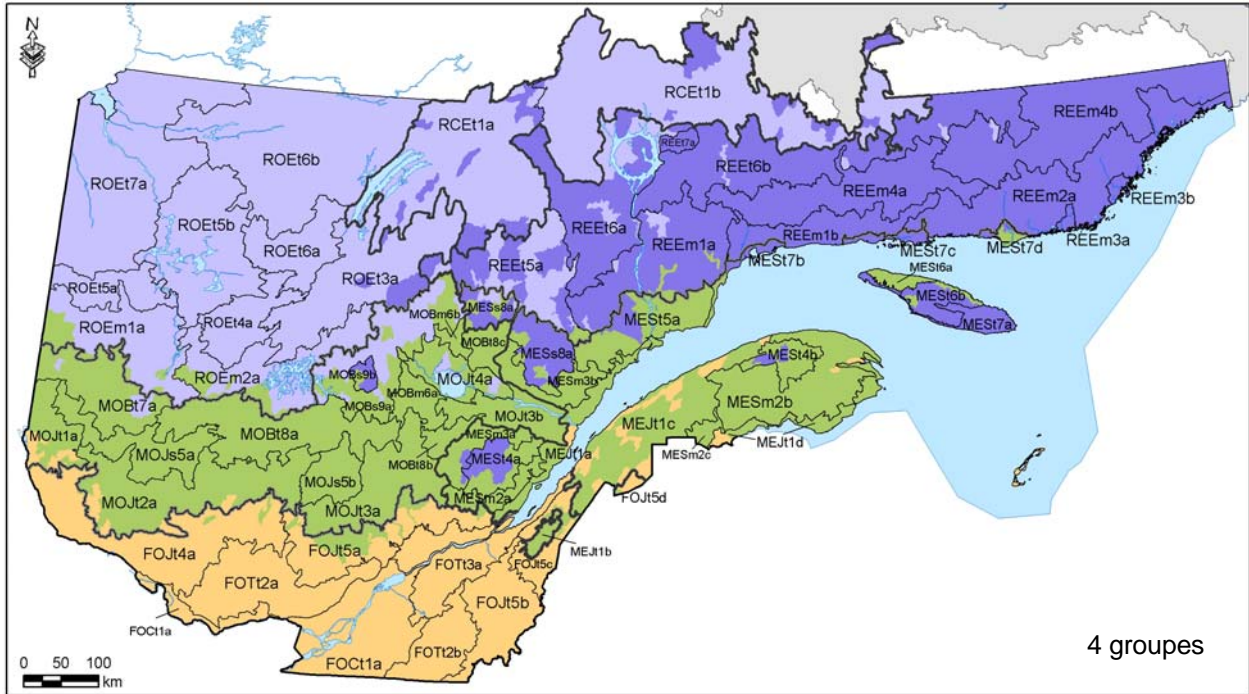 N
RCEt1b
RCEt1a
REEm4b
REEt7a
ROEt6b
REEt6b
ROEt7a
REEm4a
REEm2a
REEm3b
ROEt5b
REEt6a
REEm1a
REEm1b
ROEt6a
MESt7c
MESt7d
REEm3a
MESt7b
REEt5a
MESt6a
ROEt3a
ROEt5a
MESt6b
MESs8a
MOBm6b
MESt5a
ROEt4a
MESt7a
ROEm1a
MOBt8c
MESs8a
MESt4b
ROEm2a
MOBs9b
MOJt4a
MESm3b
MOBm6a
MESm2b
MOBt7a
MOBs9a
MOJt3b
MEJt1c
MOJt1a
MOBt8a
MESm3a
MEJt1d
MEJt1a
MESm2c
MOJs5a
MOBt8b
MESt4a
MOJs5b
FOJt5d
MOJt2a
MESm2a
MOJt3a
MEJt1b
FOJt4a
FOJt5a
FOJt5c
FOTt3a
FOTt2a
FOJt5b
FOCt1a
4 groupes
FOCt1a
FOTt2b
0 50 100
km